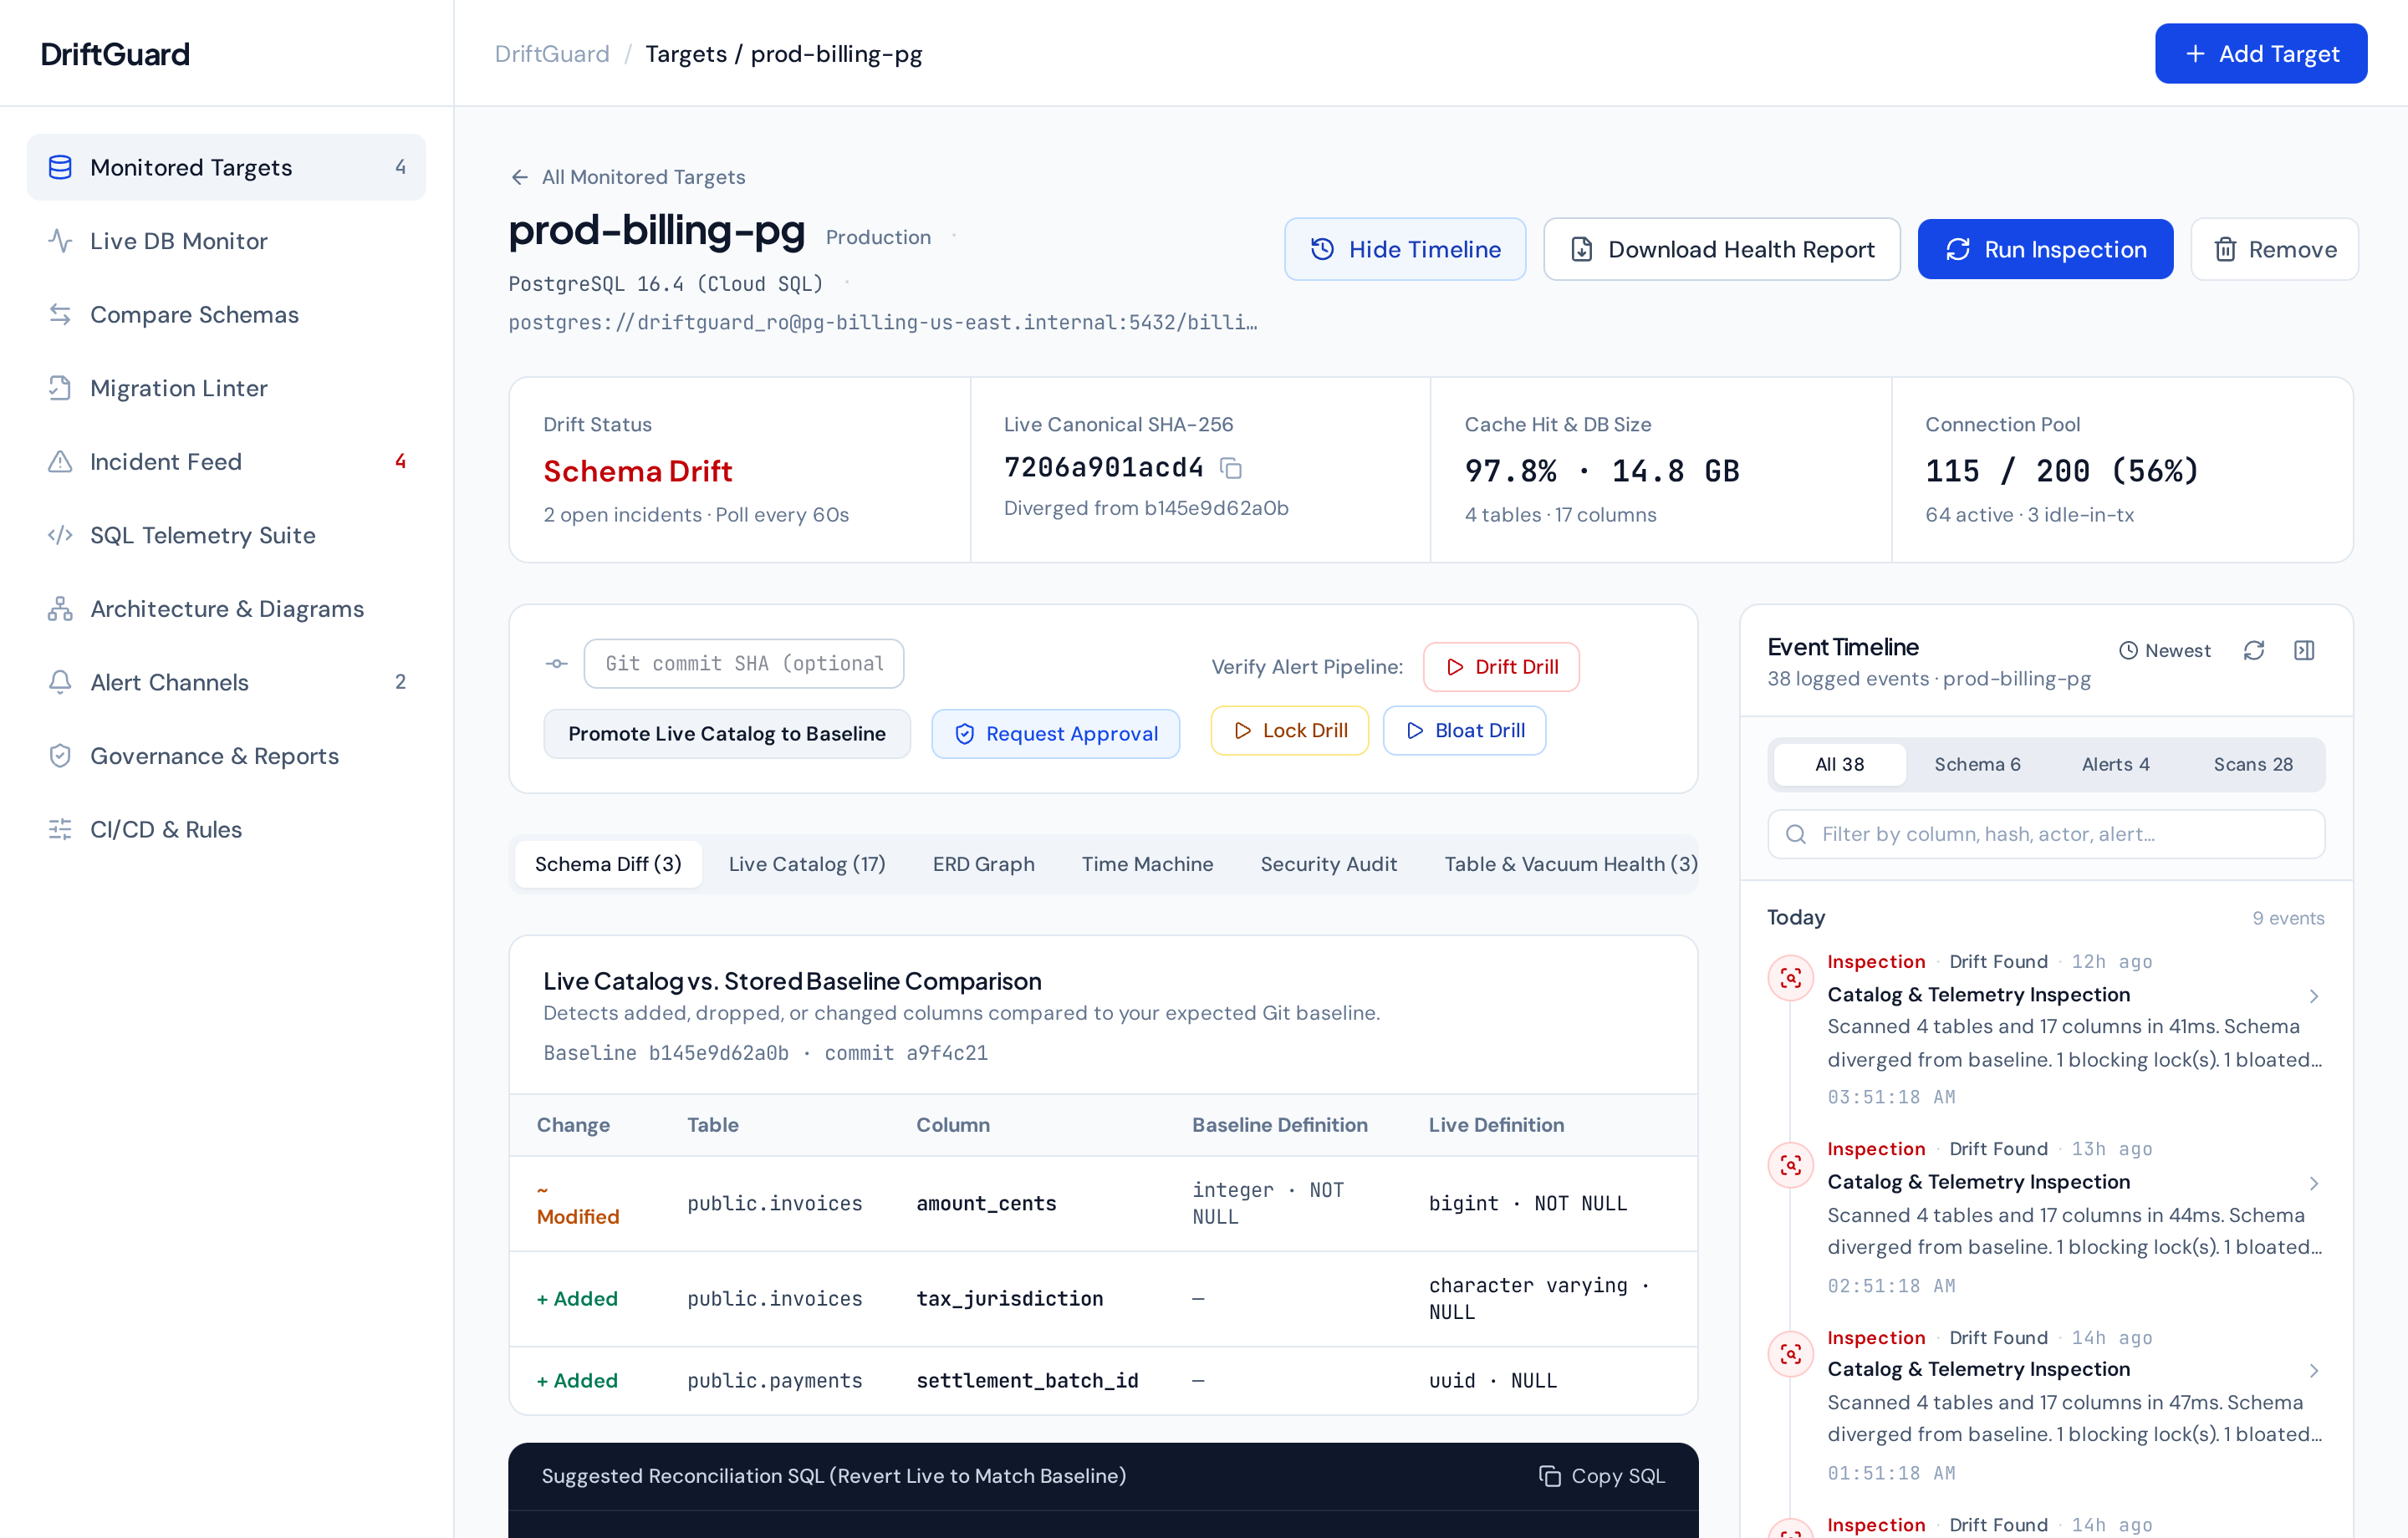 DriftGuard
DriftGuard / Targets / prod-billing-pg
+ Add Target
Monitored Targets 4
Live DB Monitor
Compare Schemas
Migration Linter
Incident Feed 4
SQL Telemetry Suite
Architecture & Diagrams
Alert Channels 2
Governance & Reports
CI/CD & Rules
← All Monitored Targets
prod-billing-pg Production ·
PostgreSQL 16.4 (Cloud SQL) ·
postgres://driftguard_ro@pg-billing-us-east.internal:5432/billi…
Hide Timeline
Download Health Report
Run Inspection
Remove
Drift Status
Schema Drift
2 open incidents · Poll every 60s
Live Canonical SHA-256
7206a901acd4
Diverged from b145e9d62a0b
Cache Hit & DB Size
97.8% · 14.8 GB
4 tables · 17 columns
Connection Pool
115 / 200 (56%)
64 active · 3 idle-in-tx
Git commit SHA (optional
Promote Live Catalog to Baseline
Request Approval
Verify Alert Pipeline:
Drift Drill
Lock Drill
Bloat Drill
Schema Diff (3)
Live Catalog (17)
ERD Graph
Time Machine
Security Audit
Table & Vacuum Health (3)
Live Catalog vs. Stored Baseline Comparison
Detects added, dropped, or changed columns compared to your expected Git baseline.
Baseline b145e9d62a0b · commit a9f4c21
Change Table Column Baseline Definition Live Definition
~
Modified
public.invoices
amount_cents
integer · NOT
NULL
bigint · NOT NULL
+ Added
public.invoices
tax_jurisdiction
—
character varying ·
NULL
+ Added
public.payments
settlement_batch_id
—
uuid · NULL
Suggested Reconciliation SQL (Revert Live to Match Baseline)
Copy SQL
Event Timeline
38 logged events · prod-billing-pg
Newest
All 38
Schema 6
Alerts 4
Scans 28
Filter by column, hash, actor, alert...
Today
9 events
Inspection · Drift Found · 12h ago
Catalog & Telemetry Inspection
Scanned 4 tables and 17 columns in 41ms. Schema
diverged from baseline. 1 blocking lock(s). 1 bloated…
03:51:18 AM
Inspection · Drift Found · 13h ago
Catalog & Telemetry Inspection
Scanned 4 tables and 17 columns in 44ms. Schema
diverged from baseline. 1 blocking lock(s). 1 bloated…
02:51:18 AM
Inspection · Drift Found · 14h ago
Catalog & Telemetry Inspection
Scanned 4 tables and 17 columns in 47ms. Schema
diverged from baseline. 1 blocking lock(s). 1 bloated…
01:51:18 AM
Inspection · Drift Found · 14h ago